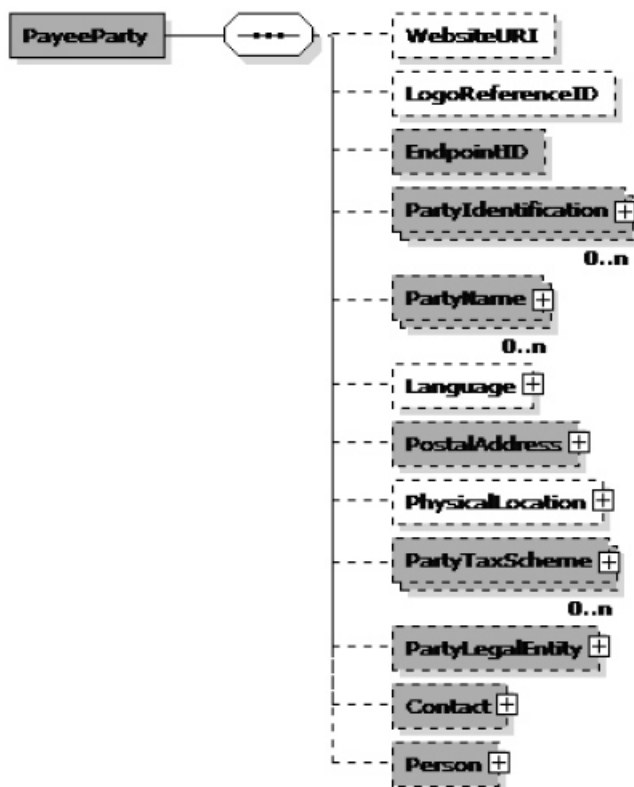 PayeeParty
WebsiteURI
LogoReferenceID
EndpointID
PartyIdentification
0..n
PartyName
0..n
Language
PostalAddress
PhysicalLocation
PartyTaxScheme
0..n
PartyLegalEntity
Contact
Person